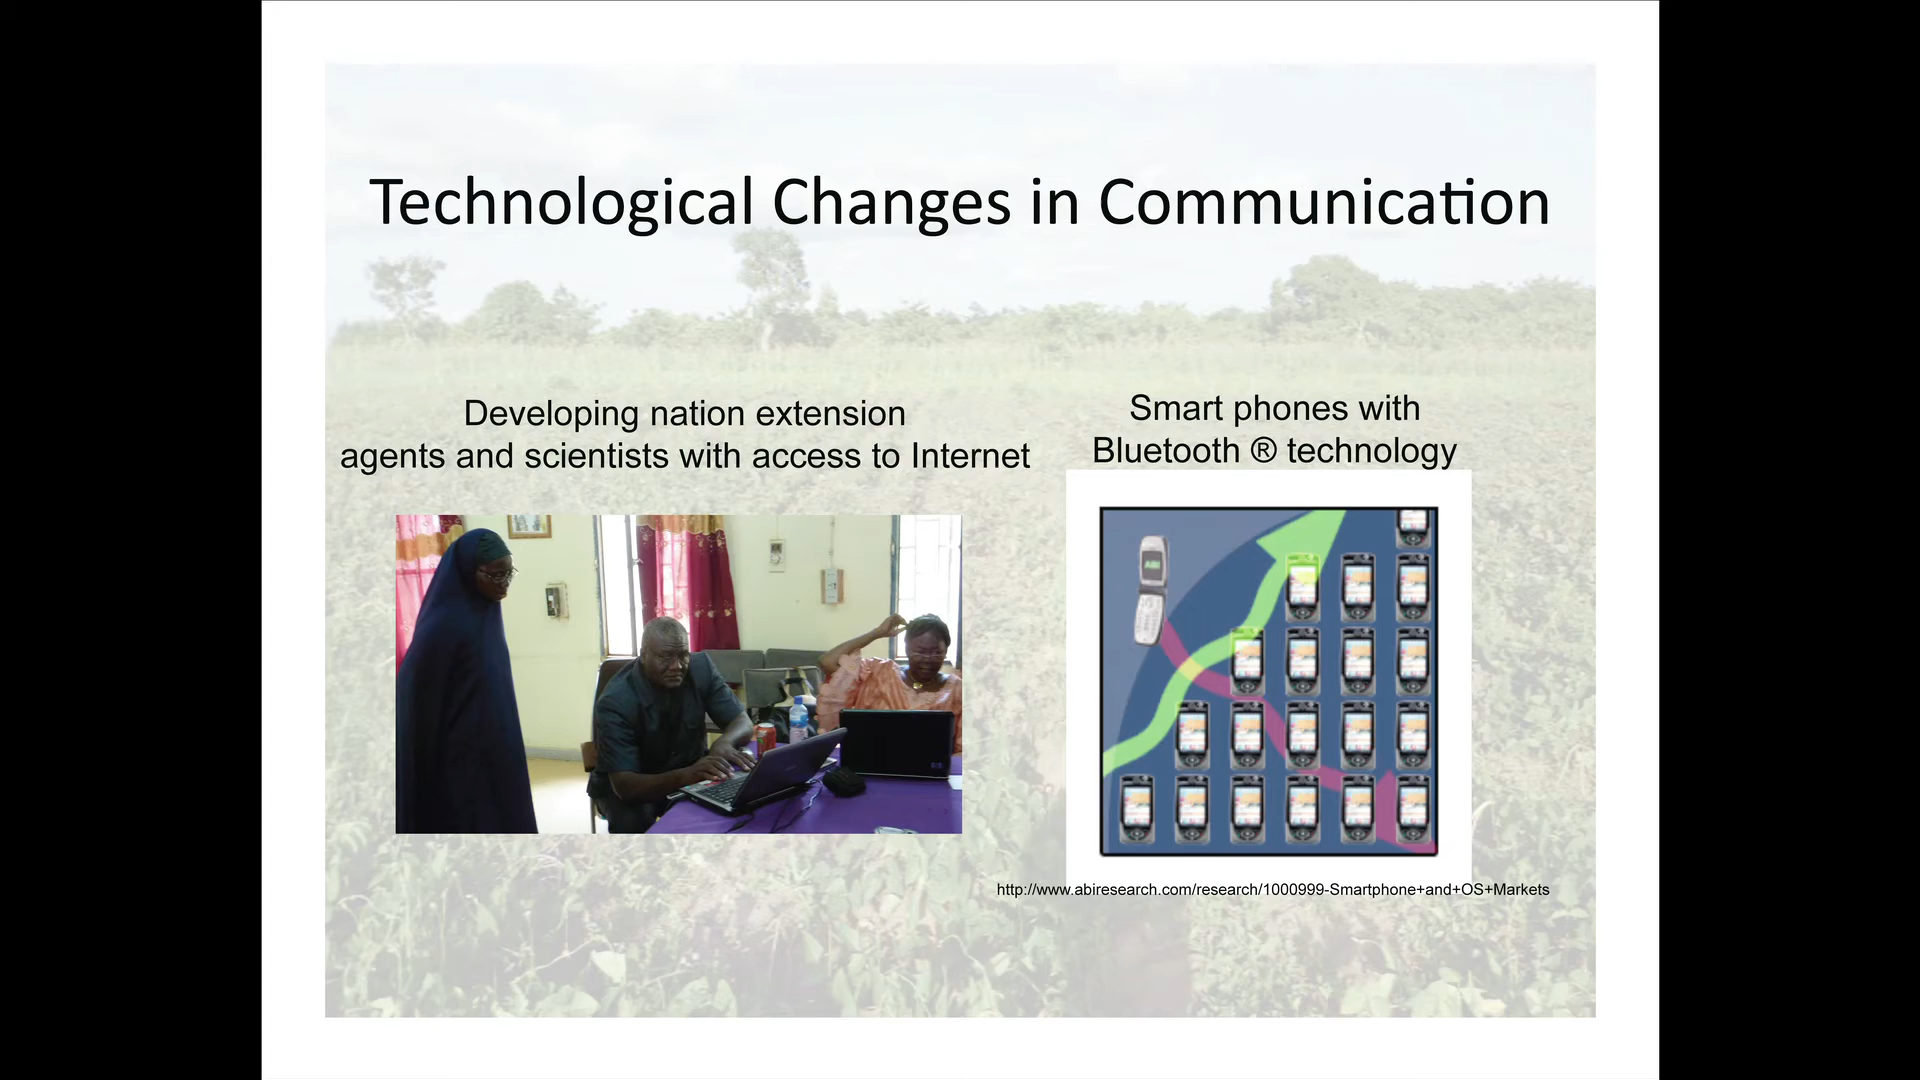 Technological Changes in Communication
Developing nation extension
agents and scientists with access to Internet
Smart phones with
Bluetooth ® technology
http://www.abiresearch.com/research/1000999-Smartphone+and+OS+Markets